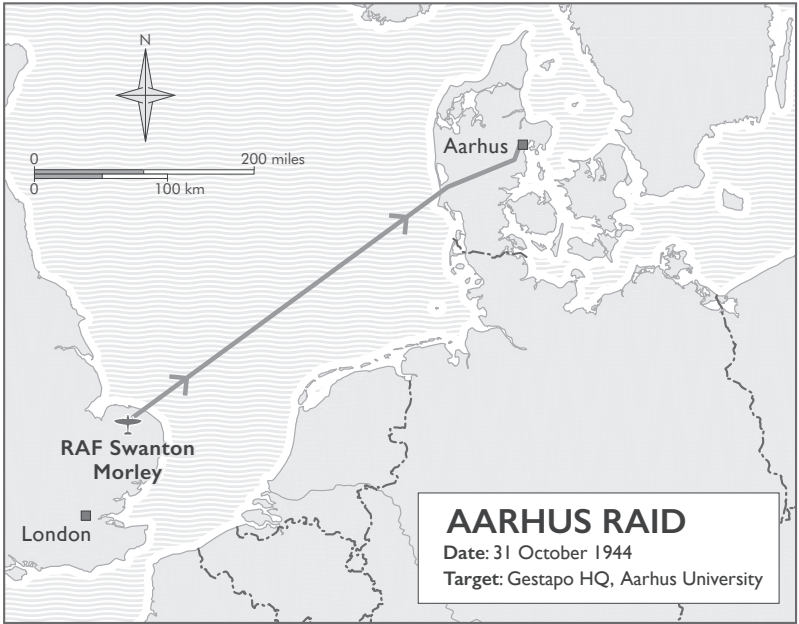 N
0 200 miles
0 100 km
Aarhus
RAF Swanton
Morley
London
AARHUS RAID
Date: 31 October 1944
Target: Gestapo HQ, Aarhus University